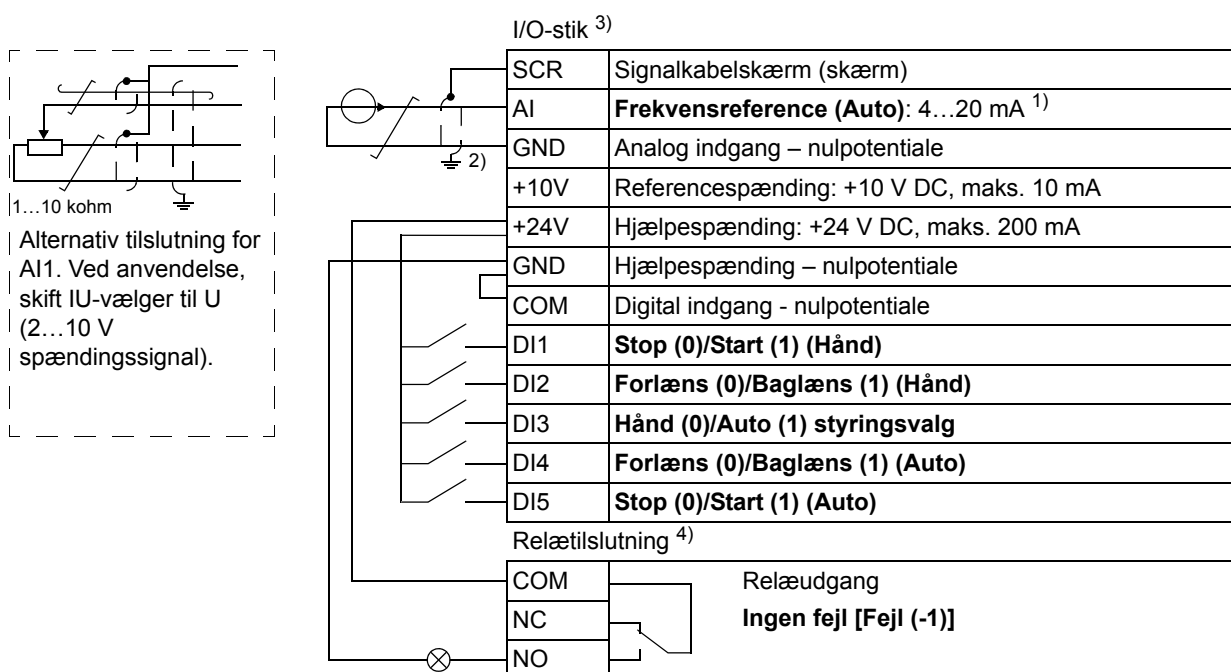 I/O-stik 3)
SCR Signalkabelskærm (skærm)
AI Frekvensreference (Auto): 4…20 mA 1)
GND Analog indgang – nulpotentiale
2)
+10V Referencespænding: +10 V DC, maks. 10 mA
+24V Hjælpespænding: +24 V DC, maks. 200 mA
GND Hjælpespænding – nulpotentiale
COM Digital indgang - nulpotentiale
DI1 Stop (0)/Start (1) (Hånd)
DI2 Forlæns (0)/Baglæns (1) (Hånd)
DI3 Hånd (0)/Auto (1) styringsvalg
DI4 Forlæns (0)/Baglæns (1) (Auto)
DI5 Stop (0)/Start (1) (Auto)
Relætilslutning 4)
COM Relæudgang
NC Ingen fejl [Fejl (-1)]
NO
1…10 kohm
Alternativ tilslutning for
AI1. Ved anvendelse,
skift IU-vælger til U
(2…10 V
spændingssignal).